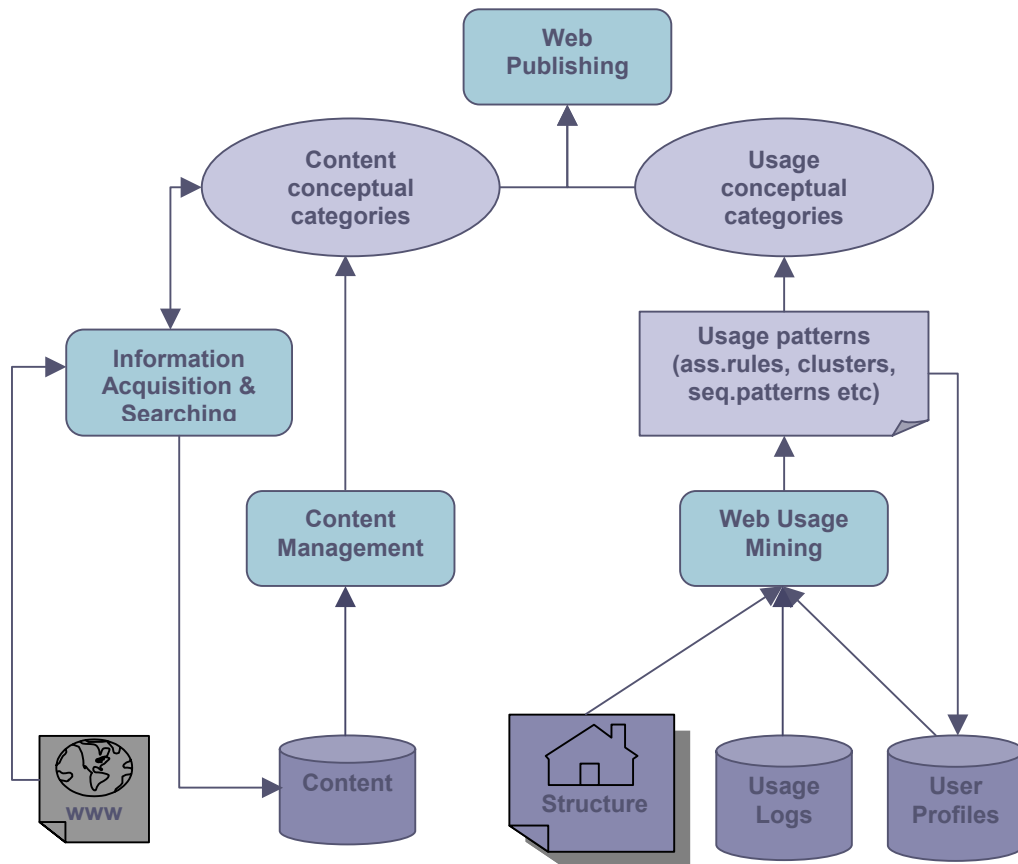 Web
Publishing
Content
conceptual
categories
Usage
conceptual
categories
Information
Acquisition &
Searching
Usage patterns
(ass.rules, clusters,
seq.patterns etc)
Content
Management
Web Usage
Mining
www
Content
Structure
Usage
Logs
User
Profiles